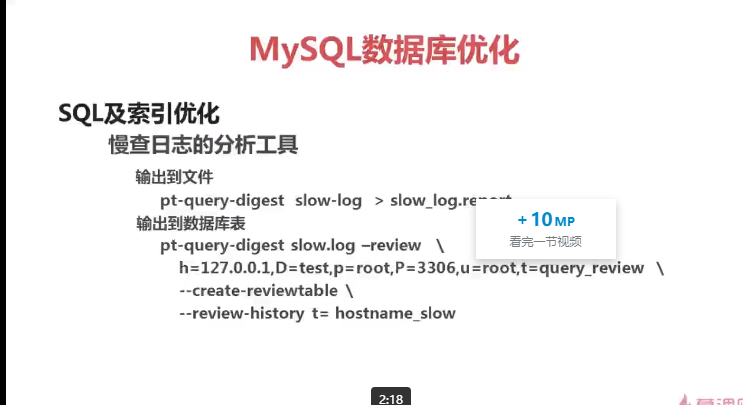 MySQL数据库优化
SQL及索引优化
慢查日志的分析工具
输出到文件
pt-query-digest slow-log > slow_log.report
+ 10 MP
看完一节视频
输出到数据库表
pt-query-digest slow.log –review \
h=127.0.0.1,D=test,p=root,P=3306,u=root,t=query_review \
--create-reviewtable \
--review-history t= hostname_slow
2:18